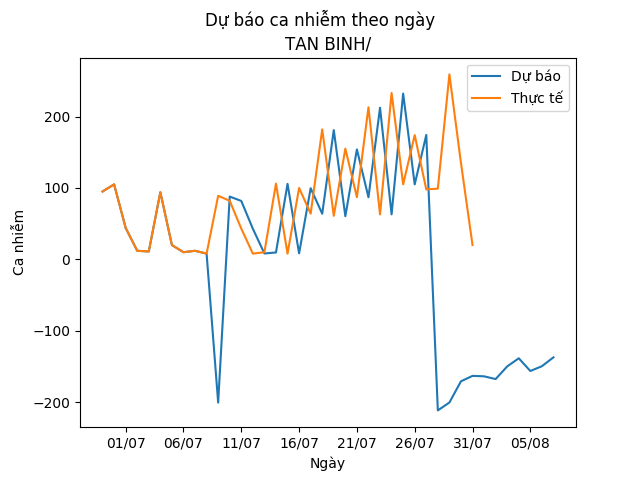 Dự báo ca nhiễm theo ngày
TAN BINH/
Dự báo
Thực tế
Ca nhiễm
200
100
0
−100
−200
01/07
06/07
11/07
16/07
21/07
26/07
31/07
05/08
Ngày